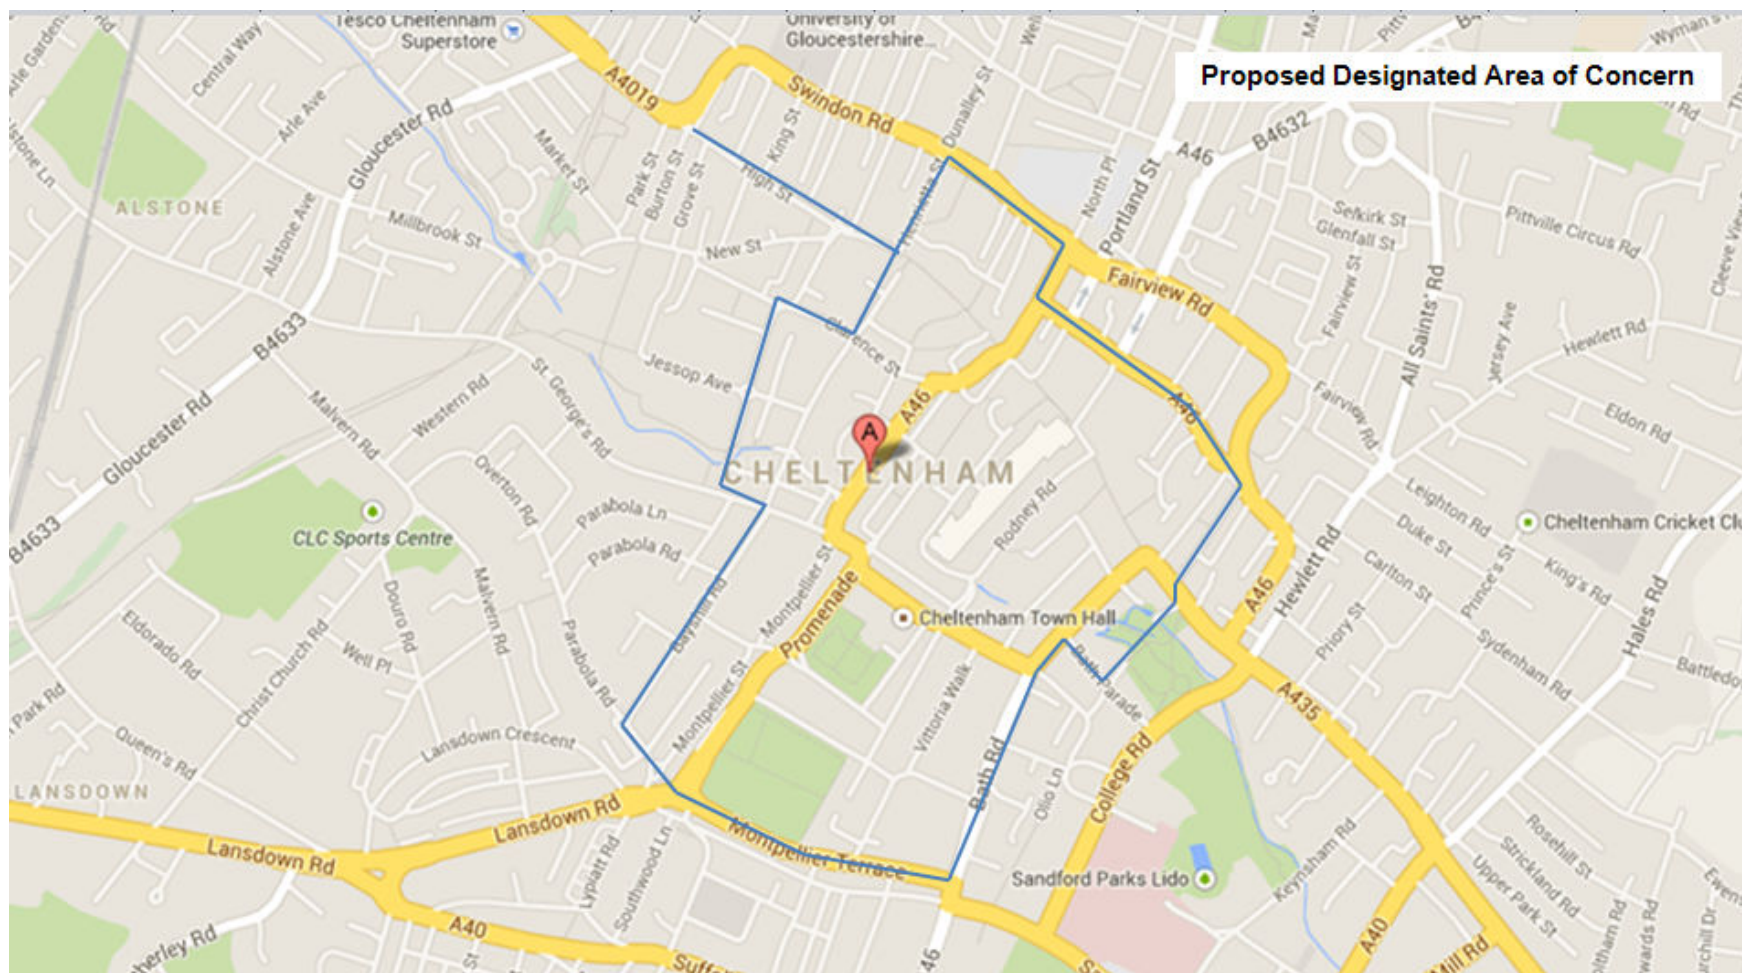 Tesco Cheltenham
Superstore
University of
Gloucestershire...
Proposed Designated Area of Concern
Central Way
Arle Ave
A4019
Swindon Rd
Dunalley St
Gloucester Rd
Market St
Park St
Burton St
Grove St
King St
High St
Henrietta St
North Pl
Portland St
A46
B4632
ALSTONE
Alstone Ave
Millbrook St
New St
Selkirk St
Glenfall St
Pittville Circus Rd
Fairview Rd
Fairview St
All Saints' Rd
Hewlett Rd
B4633
Clarence St
Jessop Ave
St. George's Rd
Western Rd
Malvern Rd
Gloucester Rd
A46
A46
Fairview Rd
Eldon Rd
A
CHELTENHAM
Overton Rd
Parabola Ln
Parabola Rd
Rodney Rd
CLC Sports Centre
B4633
Leighton Rd
Duke St
Cheltenham Cricket Clu
Carlton St
King's Rd
Prince's St
Hewlett Rd
A46
Hales Rd
Douro Rd
Malvern Rd
Bayshill Rd
Montpellier St
Promenade
Cheltenham Town Hall
Eldorado Rd
Well Pl
Christ Church Rd
Parabola Rd
Montpellier St
Vittoria Walk
Bath Parade
Priory St
Sydenham Rd
Battledo
Park Rd
Queen's Rd
Lansdown Crescent
A435
LANSDOWN
Bath Rd
Olio Ln
College Rd
Lansdown Rd
Lansdown Rd
Montpellier Terrace
Lypiatt Rd
Southwood Ln
Sandford Parks Lido
Keynsham Rd
Rosehill St
Strickland Rd
Upper Park St
A40
A40
Mill Rd